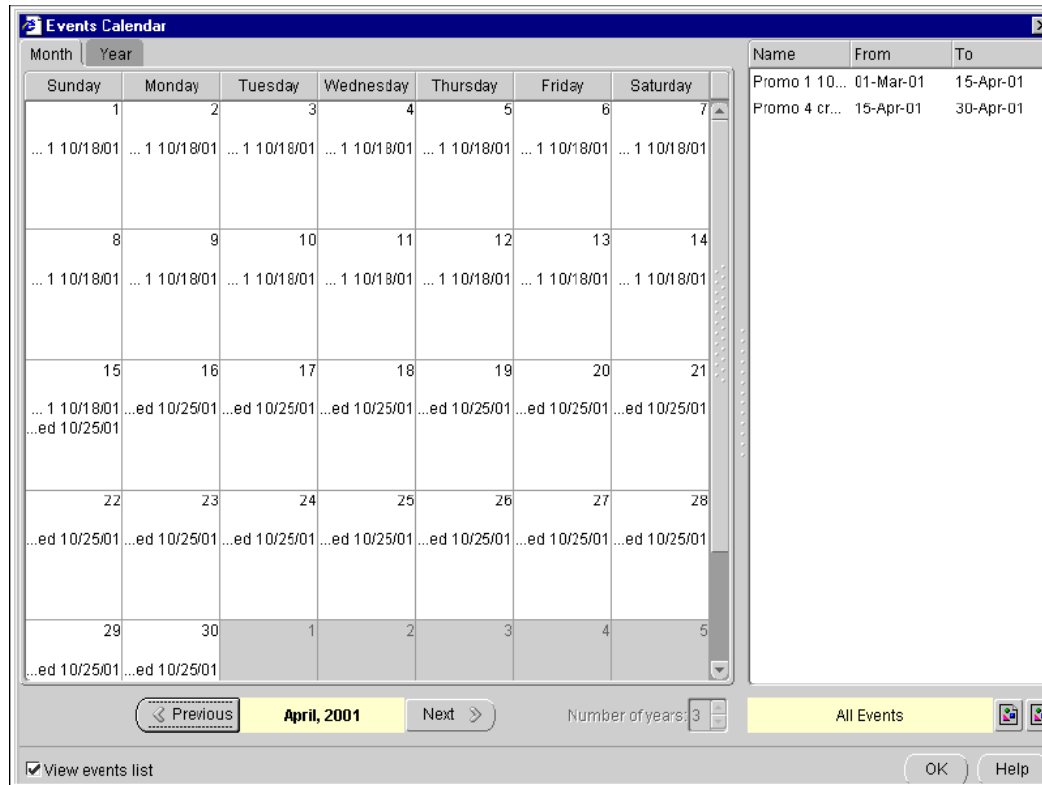 Events Calendar
Month Year
Name From To
Sunday Monday Tuesday Wednesday Thursday Friday Saturday
Promo 1 10... 01-Mar-01 15-Apr-01
Promo 4 cr... 15-Apr-01 30-Apr-01
1 2 3 4 5 6 7
... 1 10/18/01 ... 1 10/18/01 ... 1 10/18/01 ... 1 10/18/01 ... 1 10/18/01 ... 1 10/18/01 ... 1 10/18/01
8 9 10 11 12 13 14
... 1 10/18/01 ... 1 10/18/01 ... 1 10/18/01 ... 1 10/18/01 ... 1 10/18/01 ... 1 10/18/01 ... 1 10/18/01
15 16 17 18 19 20 21
... 1 10/18/01 ...ed 10/25/01 ...ed 10/25/01 ...ed 10/25/01 ...ed 10/25/01 ...ed 10/25/01 ...ed 10/25/01
...ed 10/25/01
22 23 24 25 26 27 28
...ed 10/25/01 ...ed 10/25/01 ...ed 10/25/01 ...ed 10/25/01 ...ed 10/25/01 ...ed 10/25/01 ...ed 10/25/01
29 30 1 2 3 4 5
...ed 10/25/01 ...ed 10/25/01
Previous April, 2001 Next Number of years: 3 All Events
View events list OK Help